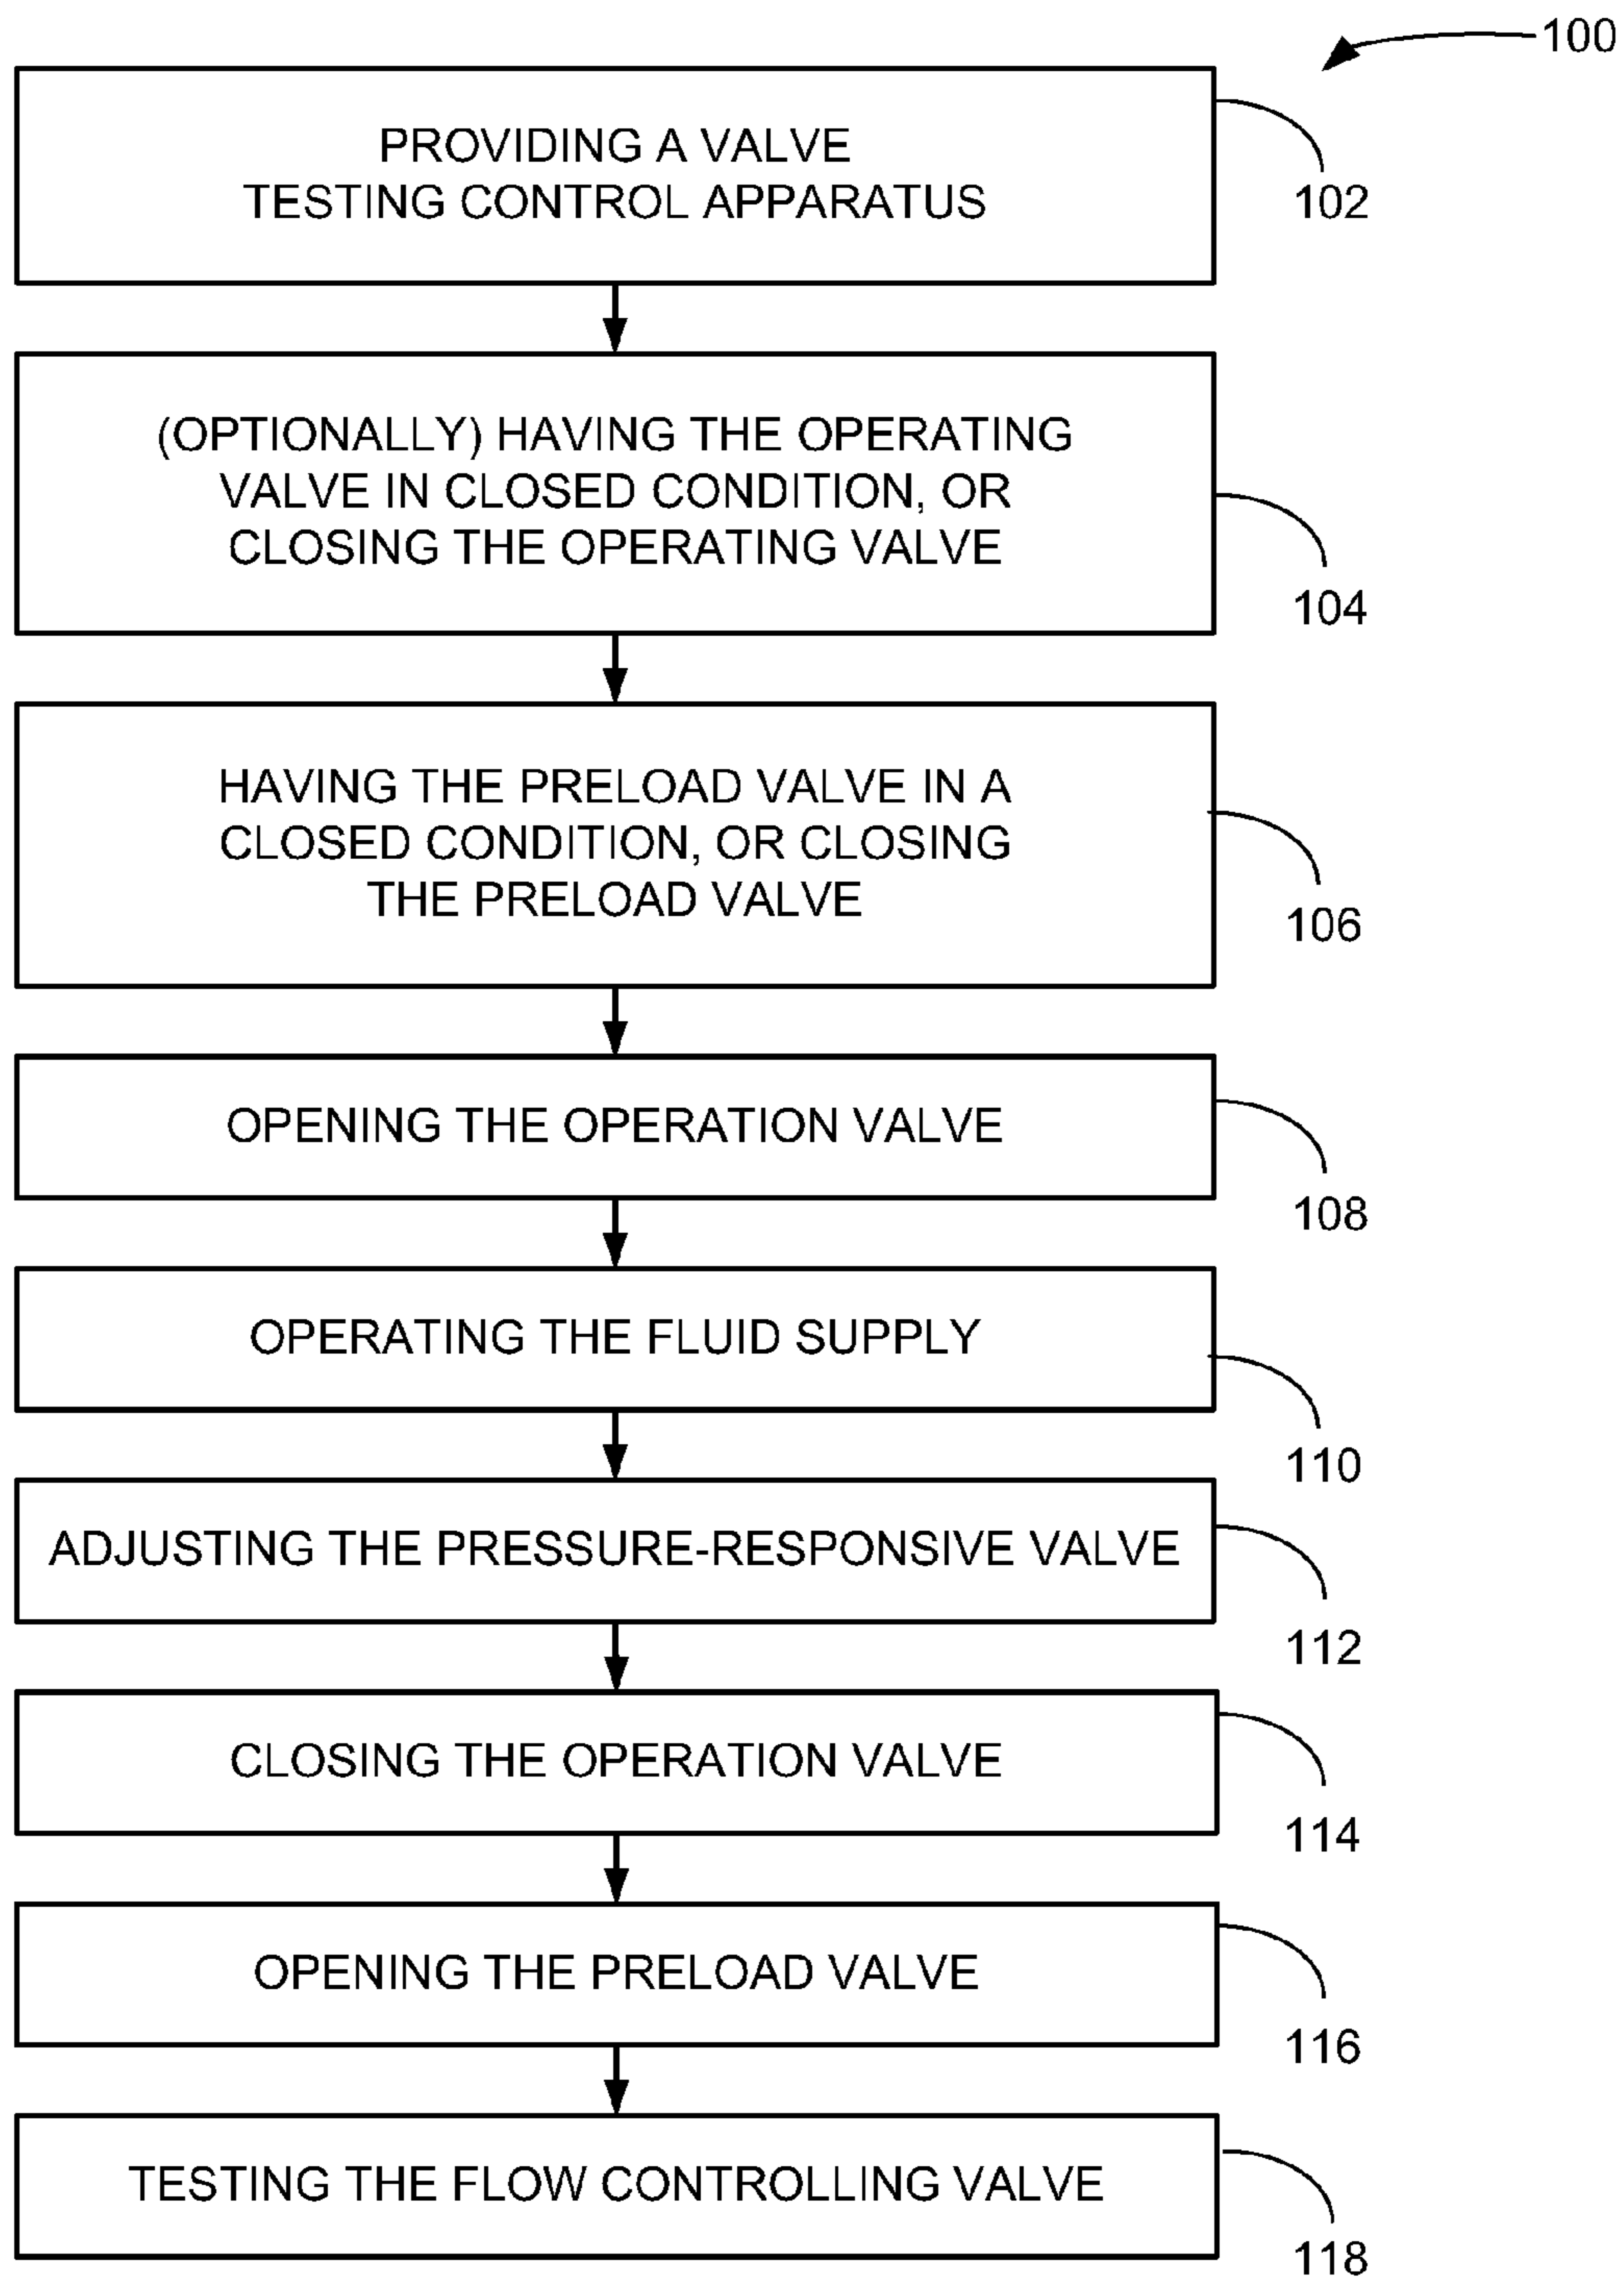 100
PROVIDING A VALVE
TESTING CONTROL APPARATUS
102
(OPTIONALLY) HAVING THE OPERATING
VALVE IN CLOSED CONDITION, OR
CLOSING THE OPERATING VALVE
104
HAVING THE PRELOAD VALVE IN A
CLOSED CONDITION, OR CLOSING
THE PRELOAD VALVE
106
OPENING THE OPERATION VALVE
108
OPERATING THE FLUID SUPPLY
110
ADJUSTING THE PRESSURE-RESPONSIVE VALVE
112
CLOSING THE OPERATION VALVE
114
OPENING THE PRELOAD VALVE
116
TESTING THE FLOW CONTROLLING VALVE
118